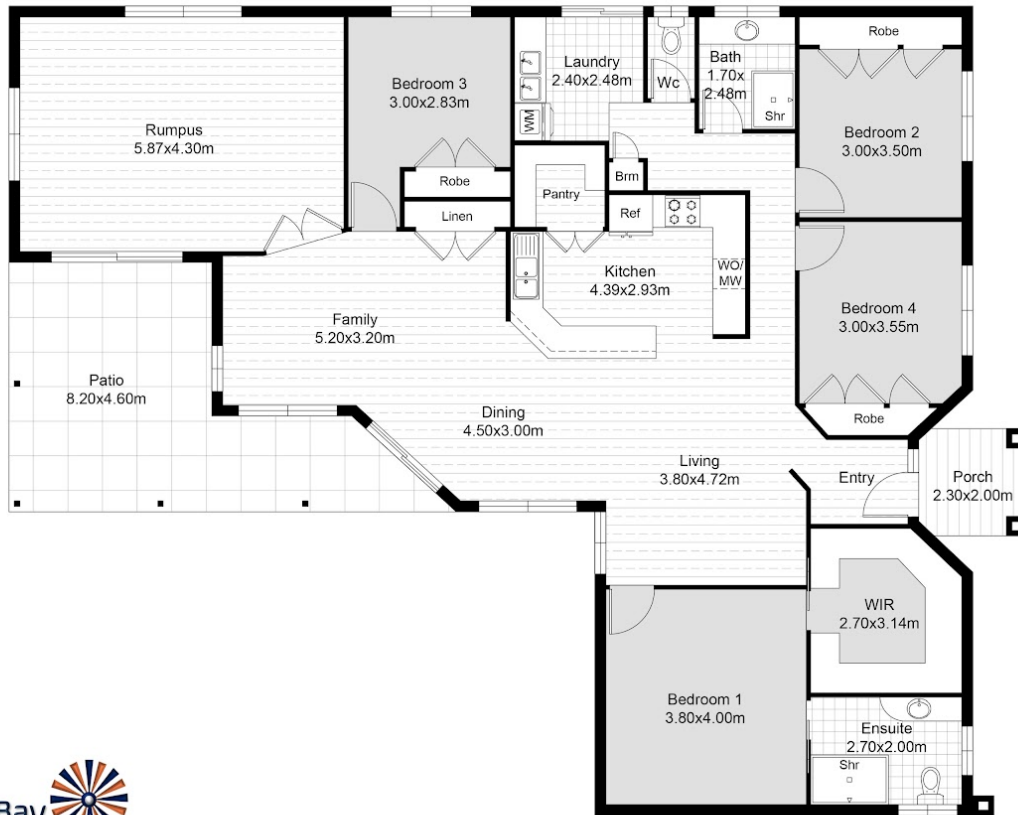 Robe
Laundry
2.40x2.48m
Wc
Bath
1.70x
2.48m
Shr
Bedroom 3
3.00x2.83m
WM
Rumpus
5.87x4.30m
Bedroom 2
3.00x3.50m
Robe
Brm
Pantry
Linen
Ref
Kitchen
4.39x2.93m
WO/
MW
Bedroom 4
3.00x3.55m
Family
5.20x3.20m
Patio
8.20x4.60m
Dining
4.50x3.00m
Robe
Living
3.80x4.72m
Entry
Porch
2.30x2.00m
WIR
2.70x3.14m
Bedroom 1
3.80x4.00m
Ensuite
2.70x2.00m
Shr
Bay